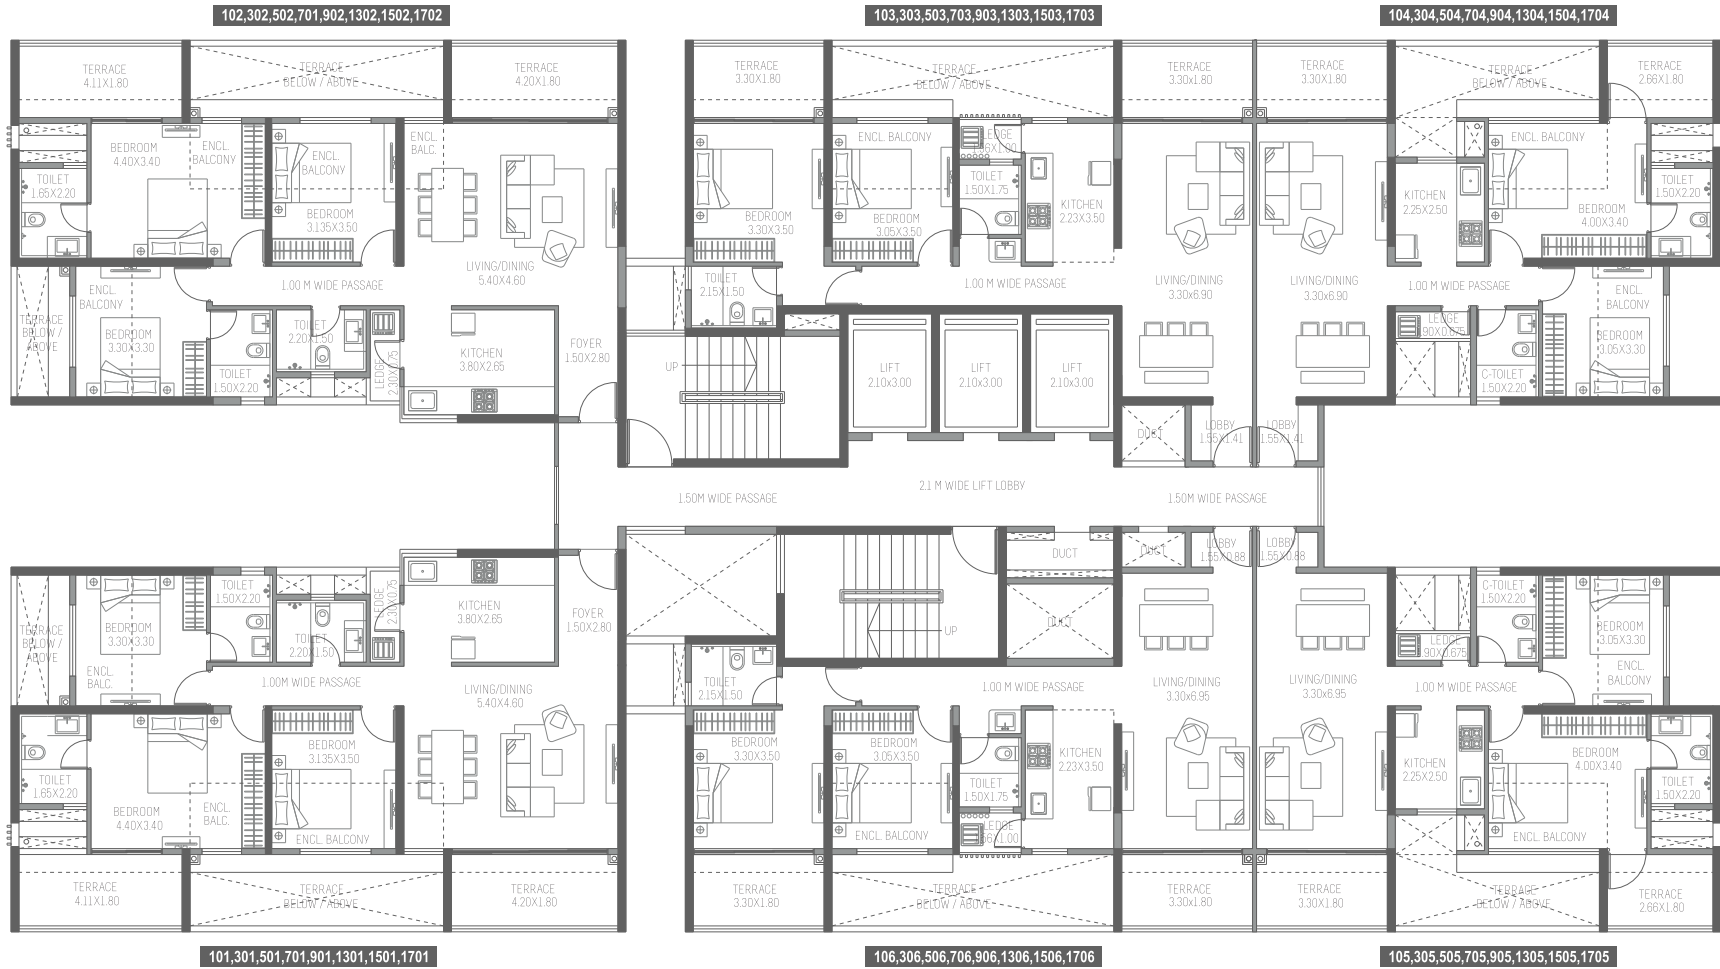 102,302,502,701,902,1302,1502,1702
103,303,503,703,903,1303,1503,1703
104,304,504,704,904,1304,1504,1704
TERRACE
4.11X1.80
TERRACE
BELOW / ABOVE
TERRACE
4.20X1.80
BEDROOM
4.40X3.40
ENCL.
BALCONY
ENCL.
BALCONY
ENCL.
BALC.
TOILET
1.65X2.20
BEDROOM
3.135X3.50
LIVING/DINING
5.40X4.60
1.00 M WIDE PASSAGE
ENCL.
BALCONY
TERRACE
BELOW /
ABOVE
BEDROOM
3.30X3.30
TOILET
2.20X1.50
TOILET
1.50X2.20
LEDGE
2.30X0.75
KITCHEN
3.80X2.65
FOYER
1.50X2.80
TERRACE
3.30X1.80
TERRACE
BELOW / ABOVE
TERRACE
3.30X1.80
ENCL. BALCONY
LEDGE
TOILET
1.50X1.75
KITCHEN
2.23X3.50
BEDROOM
3.30X3.50
BEDROOM
3.05X3.50
TOILET
2.15X1.50
1.00 M WIDE PASSAGE
LIVING/DINING
3.30x6.90
UP
LIFT
2.10x3.00
LIFT
2.10x3.00
LIFT
2.10x3.00
DUCT
LOBBY
1.55X1.41
TERRACE
3.30X1.80
TERRACE
BELOW / ABOVE
TERRACE
2.66X1.80
ENCL. BALCONY
KITCHEN
2.25X2.50
BEDROOM
4.00X3.40
TOILET
1.50X2.20
LIVING/DINING
3.30x6.90
1.00 M WIDE PASSAGE
ENCL.
BALCONY
LEDGE
.90X0.675
BEDROOM
3.05X3.30
C-TOILET
1.50X2.20
LOBBY
1.55X1.41
1.50M WIDE PASSAGE
2.1 M WIDE LIFT LOBBY
1.50M WIDE PASSAGE
TOILET
1.50X2.20
LEDGE
2.30X0.75
KITCHEN
3.80X2.65
FOYER
1.50X2.80
TERRACE
BELOW /
ABOVE
BEDROOM
3.30X3.30
TOILET
2.20X1.50
ENCL.
BALC.
1.00M WIDE PASSAGE
LIVING/DINING
5.40X4.60
BEDROOM
3.135X3.50
TOILET
1.65X2.20
BEDROOM
4.40X3.40
ENCL.
BALC.
ENCL. BALCONY
TERRACE
4.11X1.80
TERRACE
BELOW / ABOVE
TERRACE
4.20X1.80
DUCT
DUCT
LOBBY
1.55X0.88
DUCT
UP
TOILET
2.15X1.50
1.00 M WIDE PASSAGE
LIVING/DINING
3.30x6.95
BEDROOM
3.30X3.50
BEDROOM
3.05X3.50
KITCHEN
2.23X3.50
TOILET
1.50X1.75
LEDGE
ENCL. BALCONY
TERRACE
3.30X1.80
TERRACE
BELOW / ABOVE
TERRACE
3.30x1.80
LOBBY
1.55X0.88
C-TOILET
1.50X2.20
BEDROOM
3.05X3.30
LEDGE
.90X0.675
ENCL.
BALCONY
LIVING/DINING
3.30x6.95
1.00 M WIDE PASSAGE
KITCHEN
2.25X2.50
BEDROOM
4.00X3.40
TOILET
1.50X2.20
ENCL. BALCONY
TERRACE
3.30X1.80
TERRACE
BELOW / ABOVE
TERRACE
2.66X1.80
101,301,501,701,901,1301,1501,1701
106,306,506,706,906,1306,1506,1706
105,305,505,705,905,1305,1505,1705